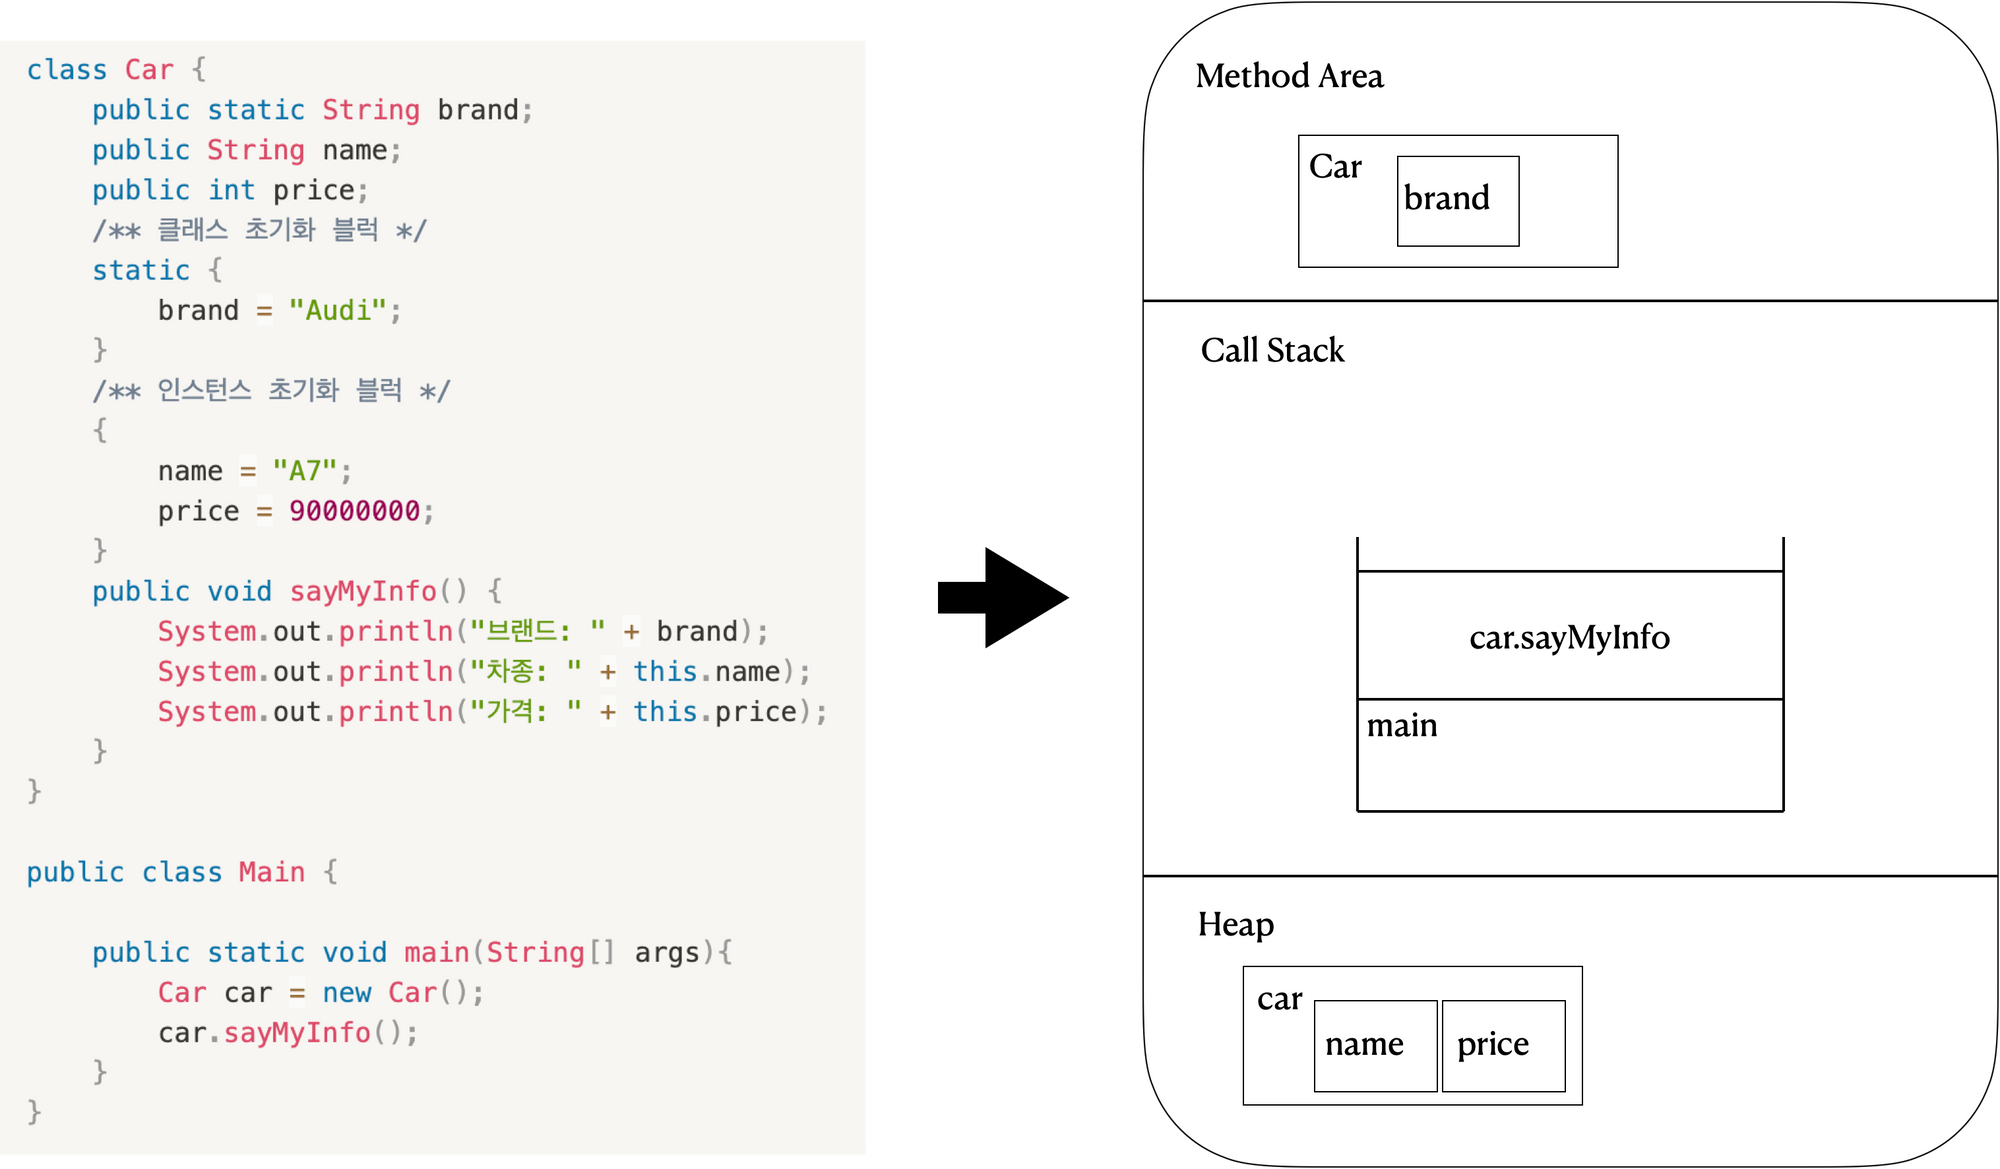 class Car {
    public static String brand;
    public String name;
    public int price;
    /** 클래스 초기화 블럭 */
    static {
        brand = "Audi";
    }
    /** 인스턴스 초기화 블럭 */
    {
        name = "A7";
        price = 90000000;
    }
    public void sayMyInfo() {
        System.out.println("브랜드: " + brand);
        System.out.println("차종: " + this.name);
        System.out.println("가격: " + this.price);
    }
}
public class Main {
    public static void main(String[] args){
        Car car = new Car();
        car.sayMyInfo();
    }
}
Method Area
Car
brand
Call Stack
car.sayMyInfo
main
Heap
car
name
price